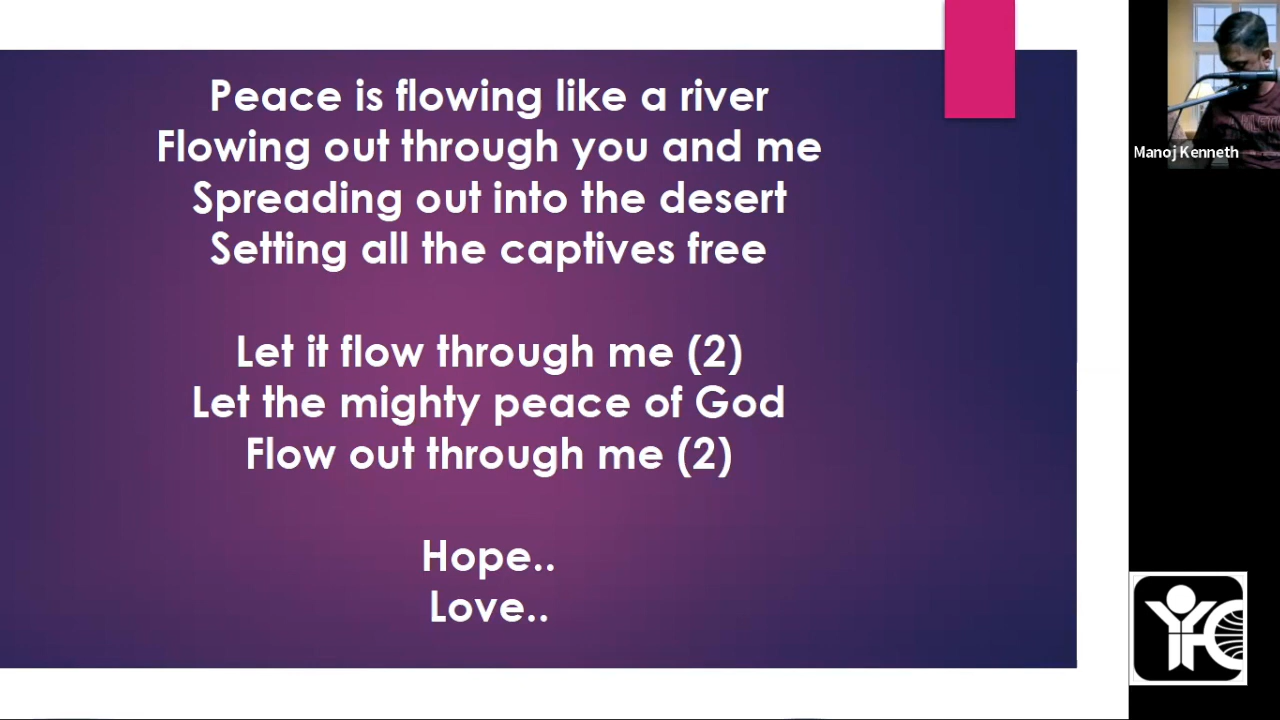 Peace is flowing like a river
Flowing out through you and me
Spreading out into the desert
Setting all the captives free
Let it flow through me (2)
Let the mighty peace of God
Flow out through me (2)
Hope..
Love..
Manoj Kenneth
YFC